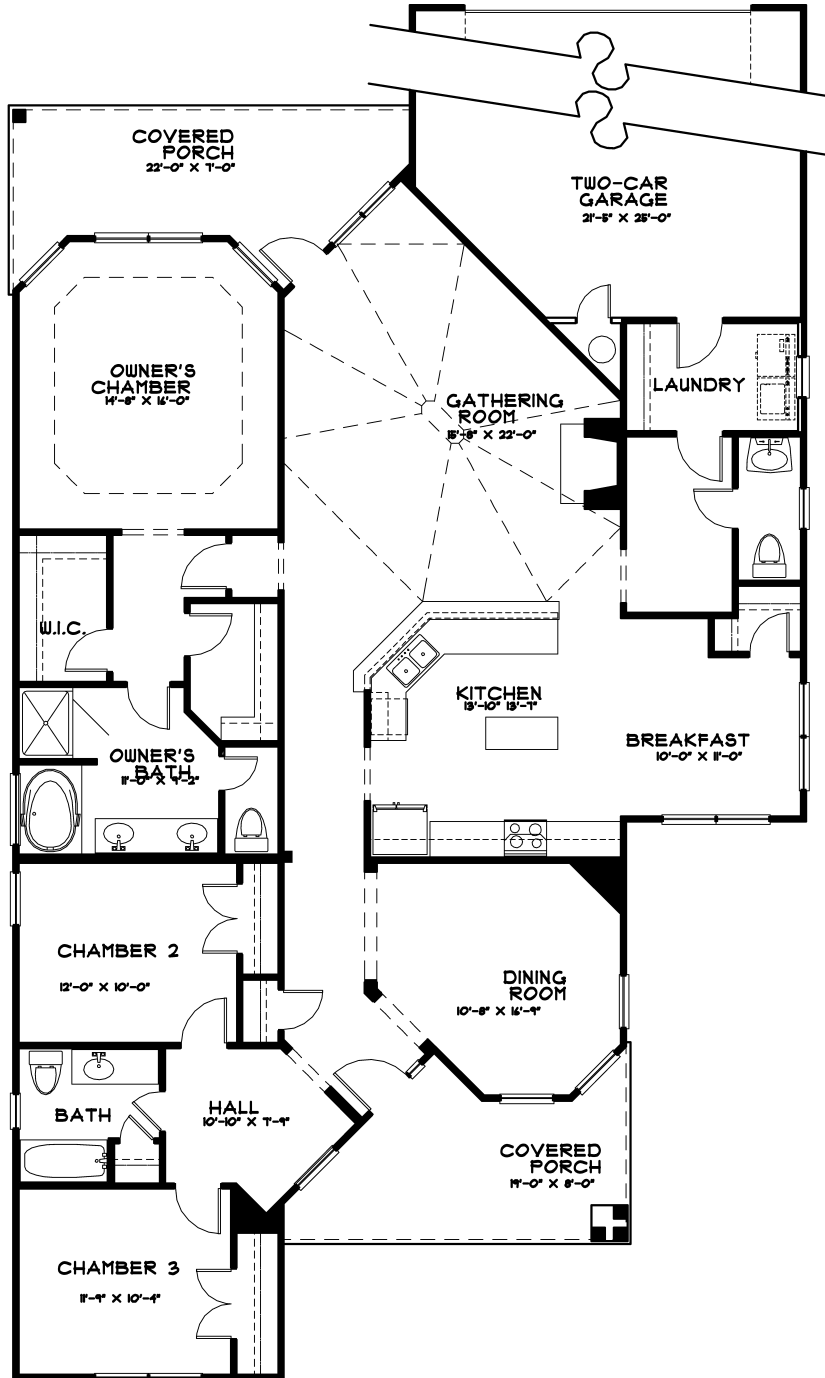 COVERED
PORCH
22'-0" X 7'-0"
TWO-CAR
GARAGE
21'-5" X 25'-0"
OWNER'S
CHAMBER
14'-8" X 16'-0"
GATHERING
ROOM
15'-8" X 22'-0"
LAUNDRY
W.I.C.
KITCHEN
13'-10" 13'-7"
BREAKFAST
10'-0" X 11'-0"
OWNER'S
BATH
11'-0" X 9'-2"
CHAMBER 2
12'-0" X 10'-0"
DINING
ROOM
10'-8" X 16'-9"
BATH
HALL
10'-10" X 7'-9"
COVERED
PORCH
19'-0" X 8'-0"
CHAMBER 3
11'-9" X 10'-4"